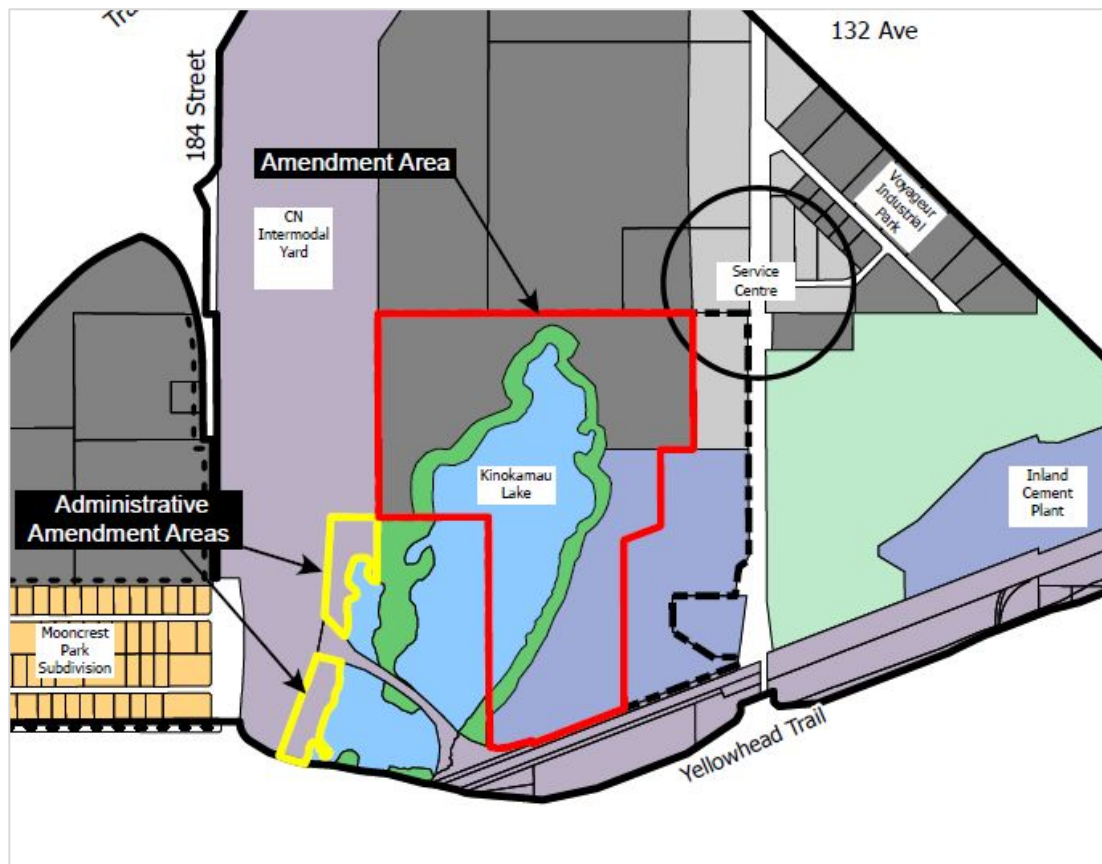 Tra
132 Ave
184 Street
Amendment Area
Voyageur
Industrial
Park
CN
Intermodal
Yard
Service
Centre
Kinokamau
Lake
Inland
Cement
Plant
Administrative
Amendment Areas
Mooncrest
Park
Subdivision
Yellowhead Trail